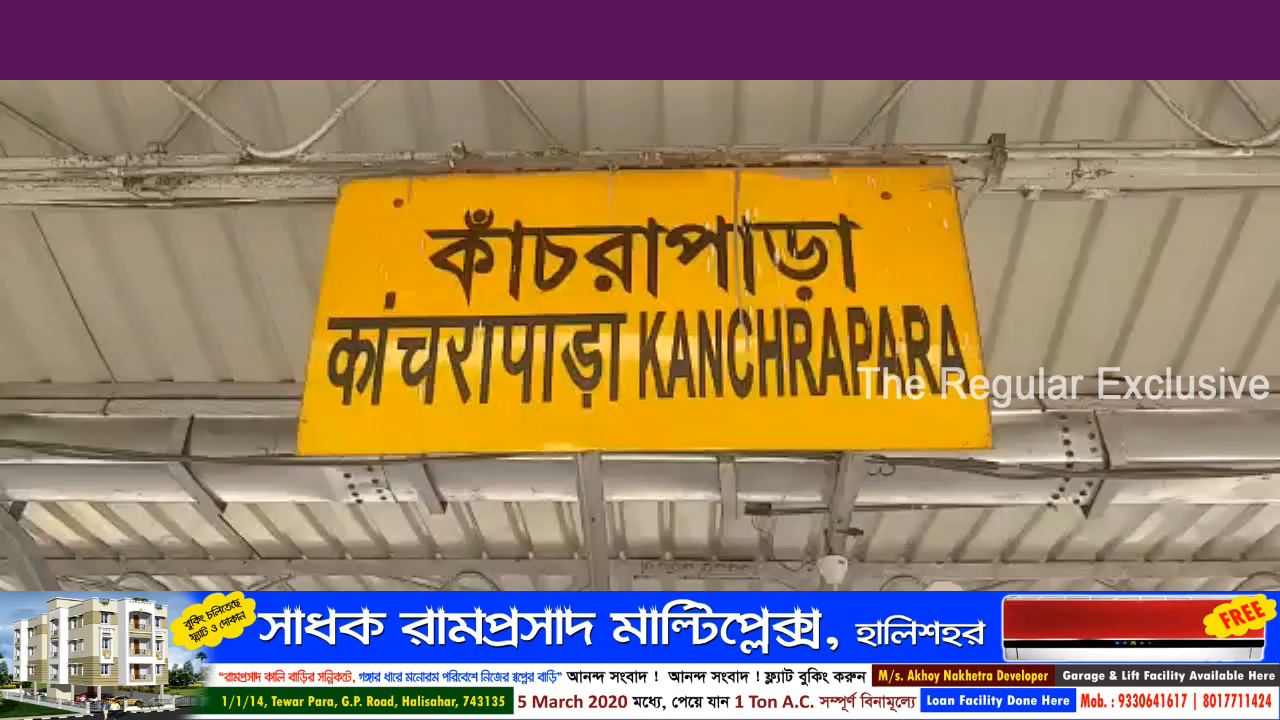 কাঁচরাপাড়া
कांचरापाड़ा KANCHRAPARA
The Regular Exclusive
বুকিং চলিতেছে
ফ্ল্যাট ও দোকান
সাধক রামপ্রসাদ মাল্টিপ্লেক্স, হালিশহর
FREE
"রামপ্রসাদ কালি বাড়ির সন্নিকটে, গঙ্গার ধারে মনোরম পরিবেশে নিজের স্বপ্নের বাড়ি" আনন্দ সংবাদ ! আনন্দ সংবাদ ! ফ্ল্যাট বুকিং করুন M/s. Akhoy Nakhetra Developer Garage & Lift Facility Available Here
1/1/14, Tewar Para, G.P. Road, Halisahar, 743135 5 March 2020 মধ্যে, পেয়ে যান 1 Ton A.C. সম্পূর্ণ বিনামূল্যে Loan Facility Done Here Mob. : 9330641617 | 8017711424